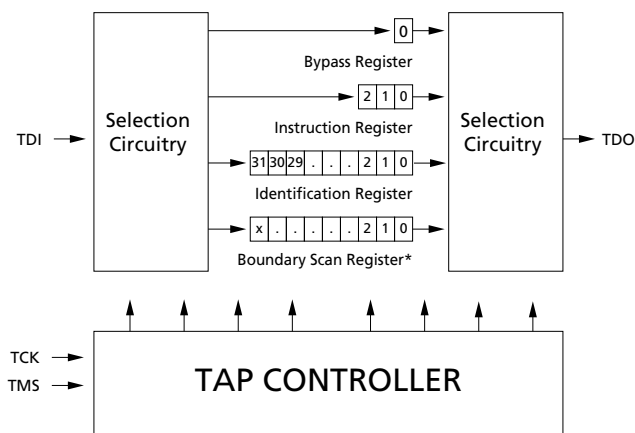 0
Bypass Register
2 1 0
Selection Circuitry
Instruction Register
Selection Circuitry
TDI
TDO
31 30 29 . . . 2 1 0
Identification Register
x . . . . . 2 1 0
Boundary Scan Register*
TCK
TMS
TAP CONTROLLER